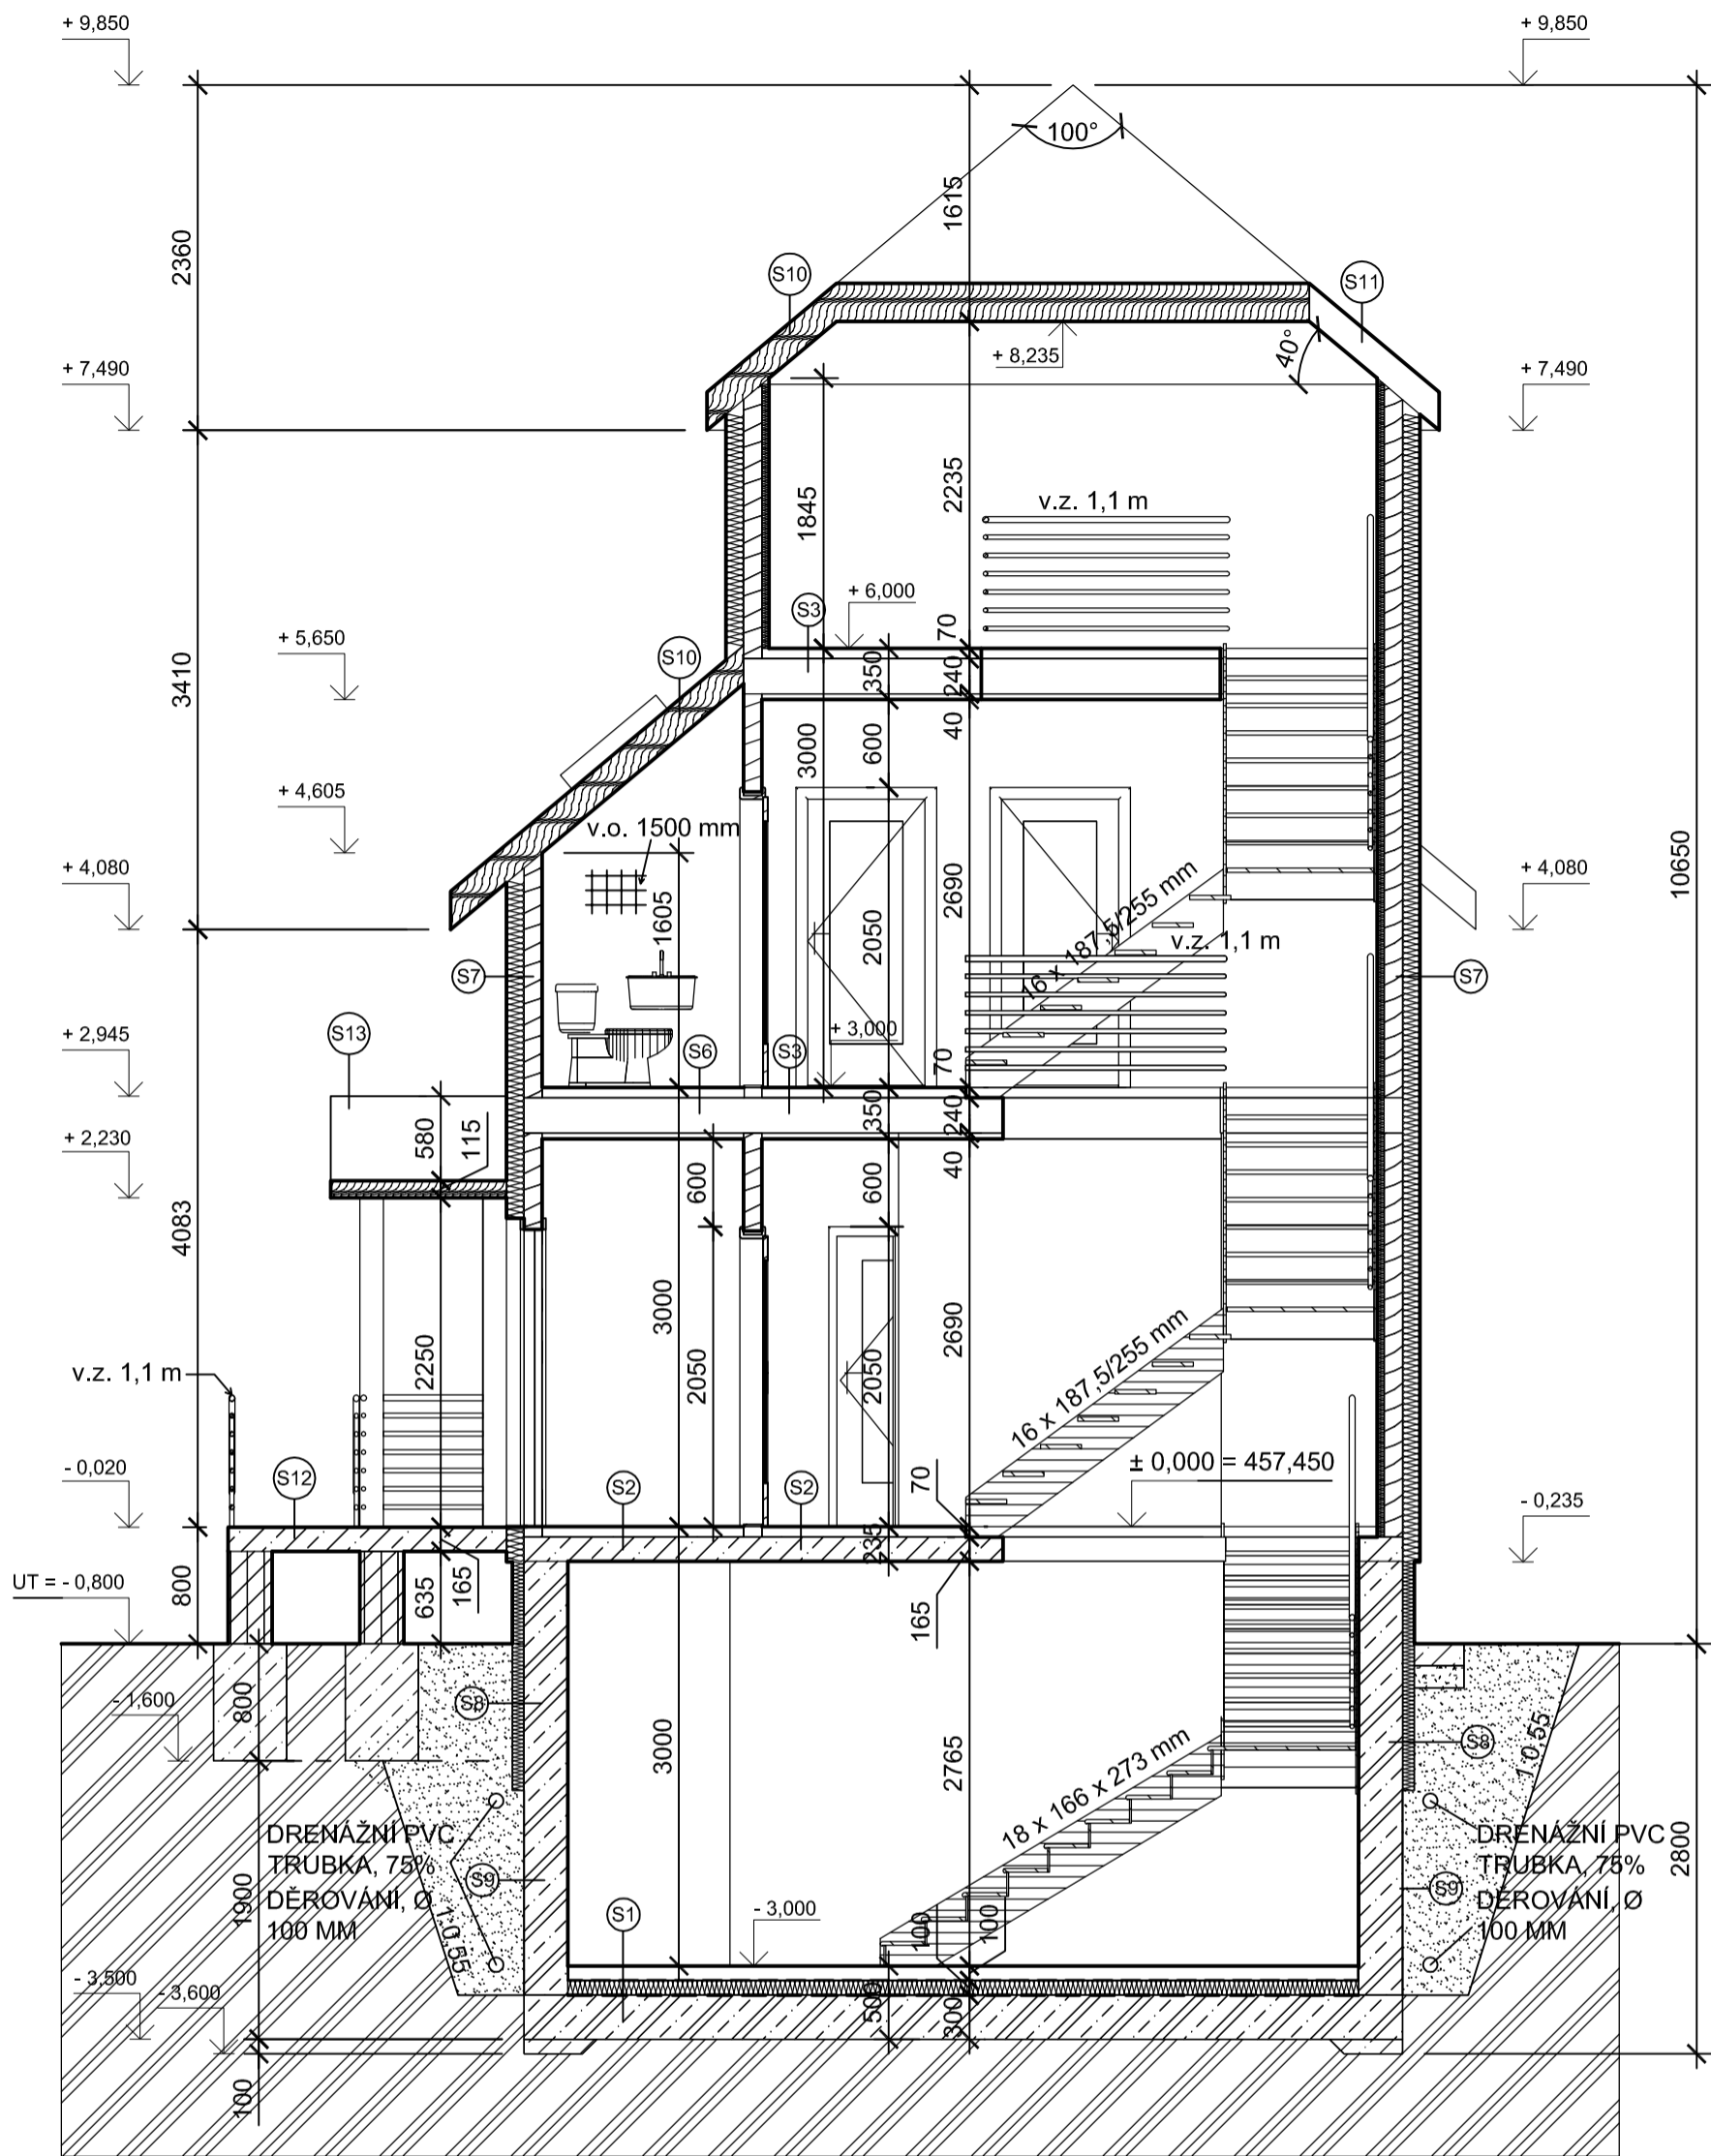 + 9,850
+ 9,850
100°
1615
2360
S10
S11
+ 8,235
40°
+ 7,490
+ 7,490
2235
1845
v.z. 1,1 m
+ 6,000
S3
70
+ 5,650
S10
350
240
3410
40
600
3000
+ 4,605
v.o. 1500 mm
+ 4,080
+ 4,080
10650
2690
16 x 187,5/255 mm
1605
2050
v.z. 1,1 m
S7
S7
+ 3,000
S13
+ 2,945
S6
S3
70
350
240
580
115
+ 2,230
40
600
600
4083
3000
2690
2250
2050
2050
16 x 187,5/255 mm
v.z. 1,1 m
± 0,000 = 457,450
- 0,020
S12
S2
S2
70
- 0,235
235
UT = - 0,800
800
635
165
165
- 1,600
800
S8
S8
1:0,55
3000
2765
18 x 166 x 273 mm
DRENÁŽNÍ PVC
TRUBKA, 75%
DĚROVÁNÍ, Ø
100 MM
DRENÁŽNÍ PVC
TRUBKA, 75%
DĚROVÁNÍ, Ø
100 MM
2800
S9
S9
1900
S1
- 3,000
100
100
1:0,55
- 3,500
- 3,600
500
300
100